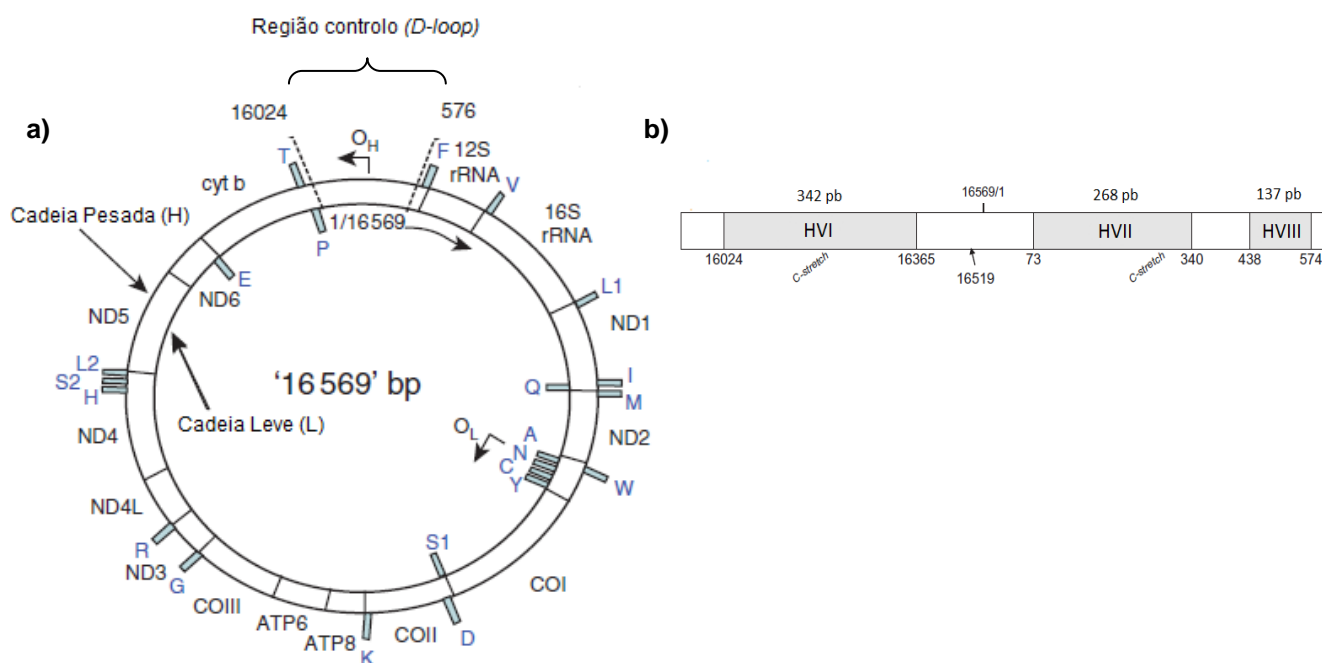 Região controlo (D-loop)
16024
576
a)
b)
O_H
T
F
12S
rRNA
V
cyt b
Cadeia Pesada (H)
1/16569
P
16S
rRNA
E
ND6
L1
ND1
ND5
L2
S2
H
'16 569' bp
Q
I
M
Cadeia Leve (L)
ND4
O_L
A
N
C
Y
ND2
W
ND4L
R
ND3
G
S1
COI
COIII
ATP6
ATP8
K
COII
D
342 pb
16569/1
268 pb
137 pb
HVI
HVII
HVIII
16024
C-stretch
16365
16519
73
C-stretch
340
438
574